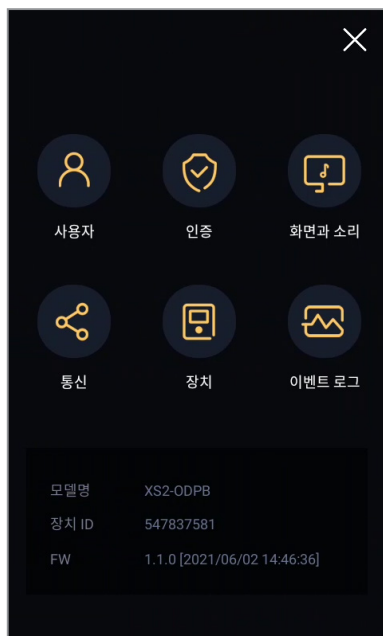 사용자 인증 화면과 소리
통신 장치 이벤트 로그
모델명 XS2-ODPB
장치 ID 547837581
FW 1.1.0 [2021/06/02 14:46:36]